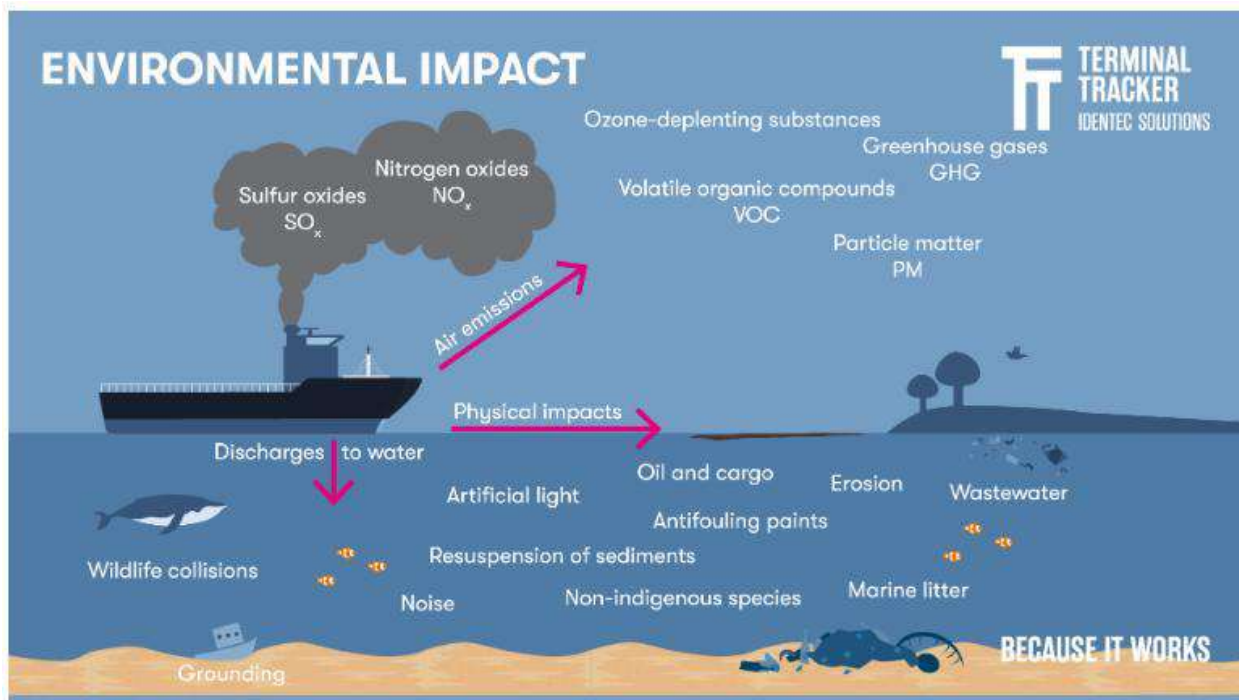 ENVIRONMENTAL IMPACT
TERMINAL
TRACKER
IDENTEC SOLUTIONS
Ozone-deplenting substances
Greenhouse gases
GHG
Nitrogen oxides
NOₓ
Sulfur oxides
SOₓ
Volatile organic compounds
VOC
Particle matter
PM
Air emissions
Physical impacts
Discharges to water
Oil and cargo
Erosion
Wastewater
Artificial light
Antifouling paints
Resuspension of sediments
Wildlife collisions
Noise
Non-indigenous species
Marine litter
BECAUSE IT WORKS
Grounding